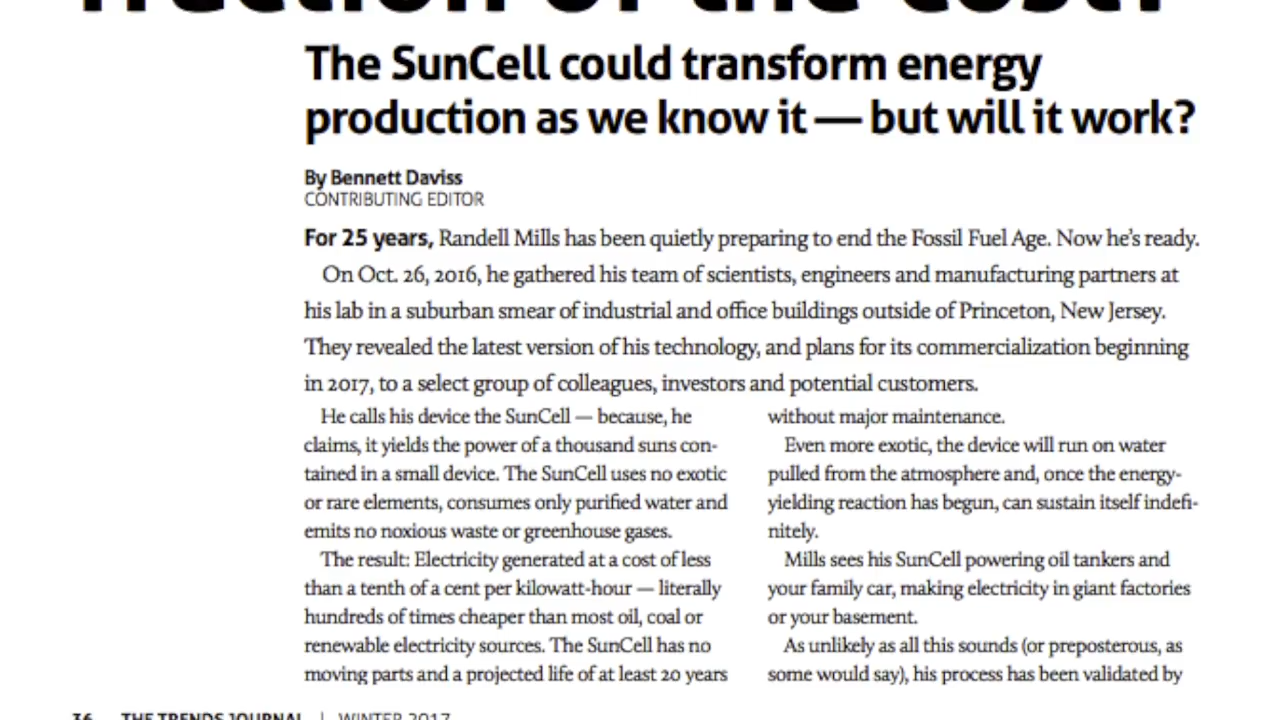 fraction of the cost?
The SunCell could transform energy
production as we know it — but will it work?
By Bennett Daviss
CONTRIBUTING EDITOR
For 25 years, Randell Mills has been quietly preparing to end the Fossil Fuel Age. Now he's ready.
On Oct. 26, 2016, he gathered his team of scientists, engineers and manufacturing partners at
his lab in a suburban smear of industrial and office buildings outside of Princeton, New Jersey.
They revealed the latest version of his technology, and plans for its commercialization beginning
in 2017, to a select group of colleagues, investors and potential customers.
He calls his device the SunCell — because, he
claims, it yields the power of a thousand suns con-
tained in a small device. The SunCell uses no exotic
or rare elements, consumes only purified water and
emits no noxious waste or greenhouse gases.
The result: Electricity generated at a cost of less
than a tenth of a cent per kilowatt-hour — literally
hundreds of times cheaper than most oil, coal or
renewable electricity sources. The SunCell has no
moving parts and a projected life of at least 20 years
without major maintenance.
Even more exotic, the device will run on water
pulled from the atmosphere and, once the energy-
yielding reaction has begun, can sustain itself indefi-
nitely.
Mills sees his SunCell powering oil tankers and
your family car, making electricity in giant factories
or your basement.
As unlikely as all this sounds (or preposterous, as
some would say), his process has been validated by
36 THE TRENDS JOURNAL | WINTER 2017